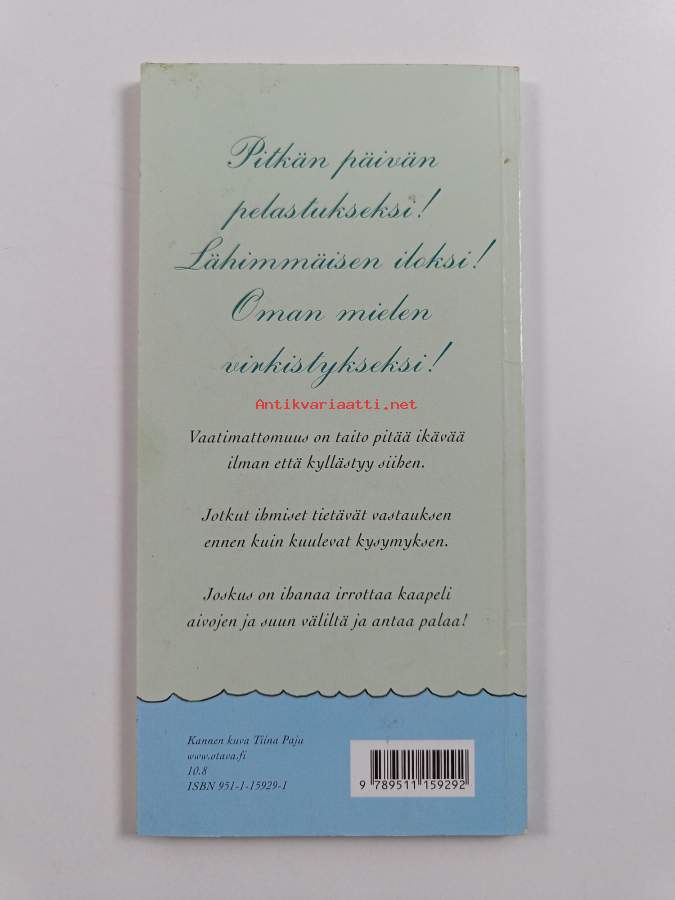 Pitkän päivän
pelastukseksi!
Lähimmäisen iloksi!
Oman mielen
virkistykseksi!
Antikvariaatti.net
Vaatimattomuus on taito pitää ikävää
ilman että kyllästyy siihen.
Jotkut ihmiset tietävät vastauksen
ennen kuin kuulevat kysymyksen.
Joskus on ihanaa irrottaa kaapeli
aivojen ja suun väliltä ja antaa palaa!
Kannen kuva Tiina Paju
www.otava.fi
10.8
ISBN 951-1-15929-1
9 789511 159292